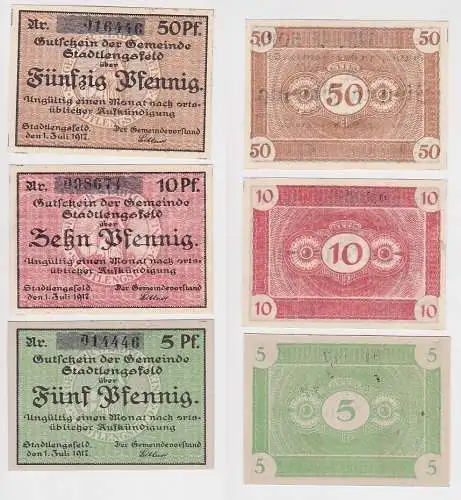 Nr. 016446 50 Pf.
Gutschein der Gemeinde
Stadtlengsfeld
über
Fünfzig Pfennig.
Ungültig einen Monat nach orts-
üblicher Aufkündigung
Stadtlengsfeld, Der Gemeindevorstand
den 1. Juli 1917.
50 50
50
50 50
Nr. 008671 10 Pf.
Gutschein der Gemeinde
Stadtlengsfeld
über
Zehn Pfennig.
Ungültig einen Monat nach orts-
üblicher Aufkündigung
Stadtlengsfeld, Der Gemeindevorstand
den 1. Juli 1917.
10 10
10
10 10
Nr. 014446 5 Pf.
Gutschein der Gemeinde
Stadtlengsfeld
über
Fünf Pfennig.
Ungültig einen Monat nach orts-
üblicher Aufkündigung
Stadtlengsfeld, Der Gemeindevorstand
den 1. Juli 1917.
5 5
5
5 5